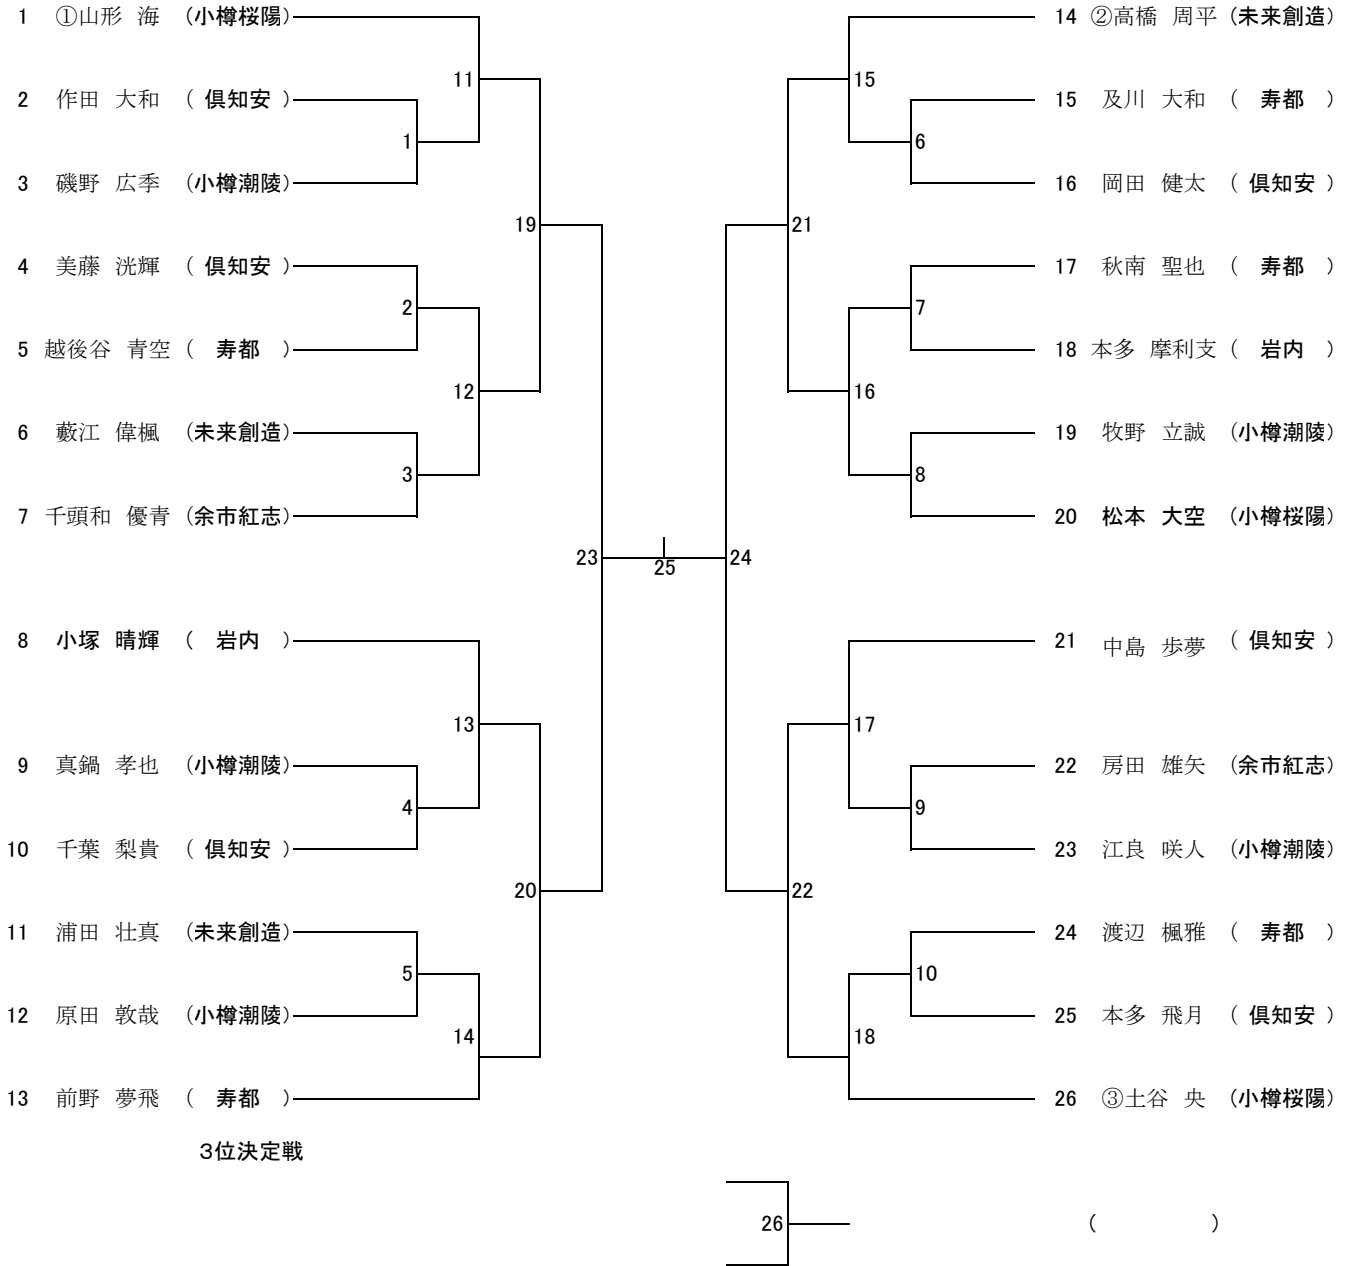 1 ①山形 海 (小樽桜陽)
11
2 作田 大和 ( 倶知安 )
1
3 磯野 広季 (小樽潮陵)
19
4 美藤 洸輝 ( 倶知安 )
2
5 越後谷 青空 ( 寿都 )
12
6 藪江 偉楓 (未来創造)
3
7 千頭和 優青 (余市紅志)
23
8 小塚 晴輝 ( 岩内 )
13
9 真鍋 孝也 (小樽潮陵)
4
10 千葉 梨貴 ( 倶知安 )
20
11 浦田 壮真 (未来創造)
5
12 原田 敦哉 (小樽潮陵)
14
13 前野 夢飛 ( 寿都 )
25
14 ②高橋 周平 (未来創造)
15
15 及川 大和 ( 寿都 )
6
16 岡田 健太 ( 倶知安 )
21
17 秋南 聖也 ( 寿都 )
7
18 本多 摩利支 ( 岩内 )
16
19 牧野 立誠 (小樽潮陵)
8
20 松本 大空 (小樽桜陽)
24
21 中島 歩夢 ( 倶知安 )
17
22 房田 雄矢 (余市紅志)
9
23 江良 咲人 (小樽潮陵)
22
24 渡辺 楓雅 ( 寿都 )
10
25 本多 飛月 ( 倶知安 )
18
26 ③土谷 央 (小樽桜陽)
3位決定戦
26 ( )